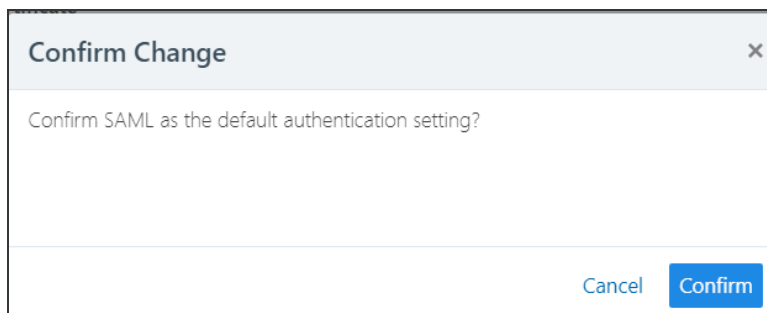 Confirm Change
Confirm SAML as the default authentication setting?
Cancel Confirm